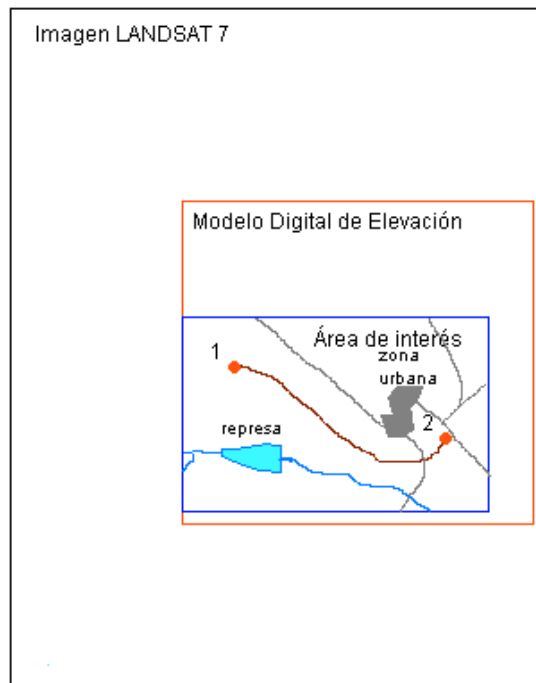 Imagen LANDSAT 7
Modelo Digital de Elevación
Área de interés
zona
urbana
1
2
represa